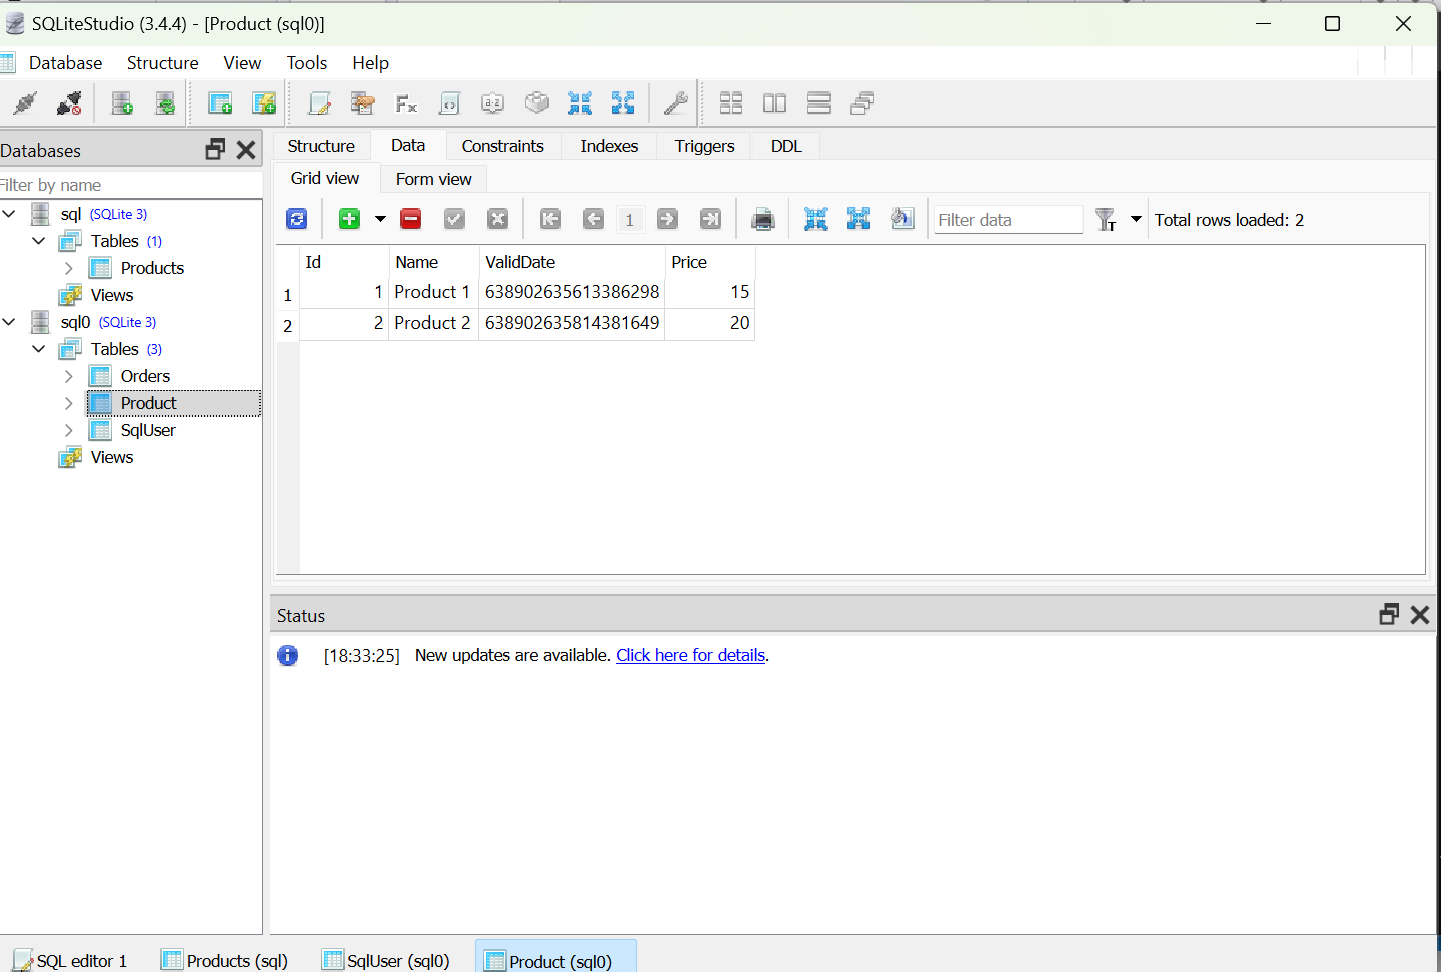 SQLiteStudio (3.4.4) - [Product (sql0)]
Database Structure View Tools Help
Databases
Filter by name
sql (SQLite 3)
Tables (1)
Products
Views
sql0 (SQLite 3)
Tables (3)
Orders
Product
SqlUser
Views
Structure Data Constraints Indexes Triggers DDL
Grid view Form view
1 Filter data Total rows loaded: 2
Id Name ValidDate Price
1 1 Product 1 638902635613386298 15
2 2 Product 2 638902635814381649 20
Status
[18:33:25] New updates are available. Click here for details.
SQL editor 1 Products (sql) SqlUser (sql0) Product (sql0)